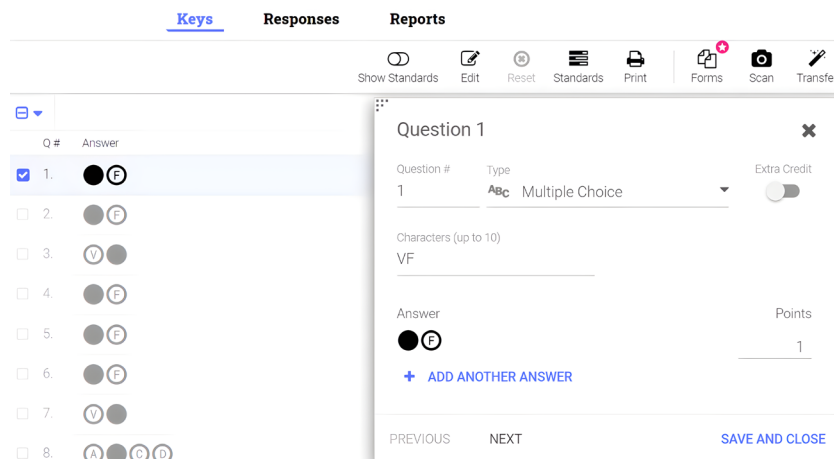 Keys Responses Reports
Show Standards Edit Reset Standards Print Forms Scan Transfe
Q # Answer
1. F
2. F
3. V
4. F
5. F
6. F
7. V
8. A C D
Question 1
Question # Type Extra Credit
1 ABC Multiple Choice
Characters (up to 10)
VF
Answer Points
F 1
+ ADD ANOTHER ANSWER
PREVIOUS NEXT SAVE AND CLOSE